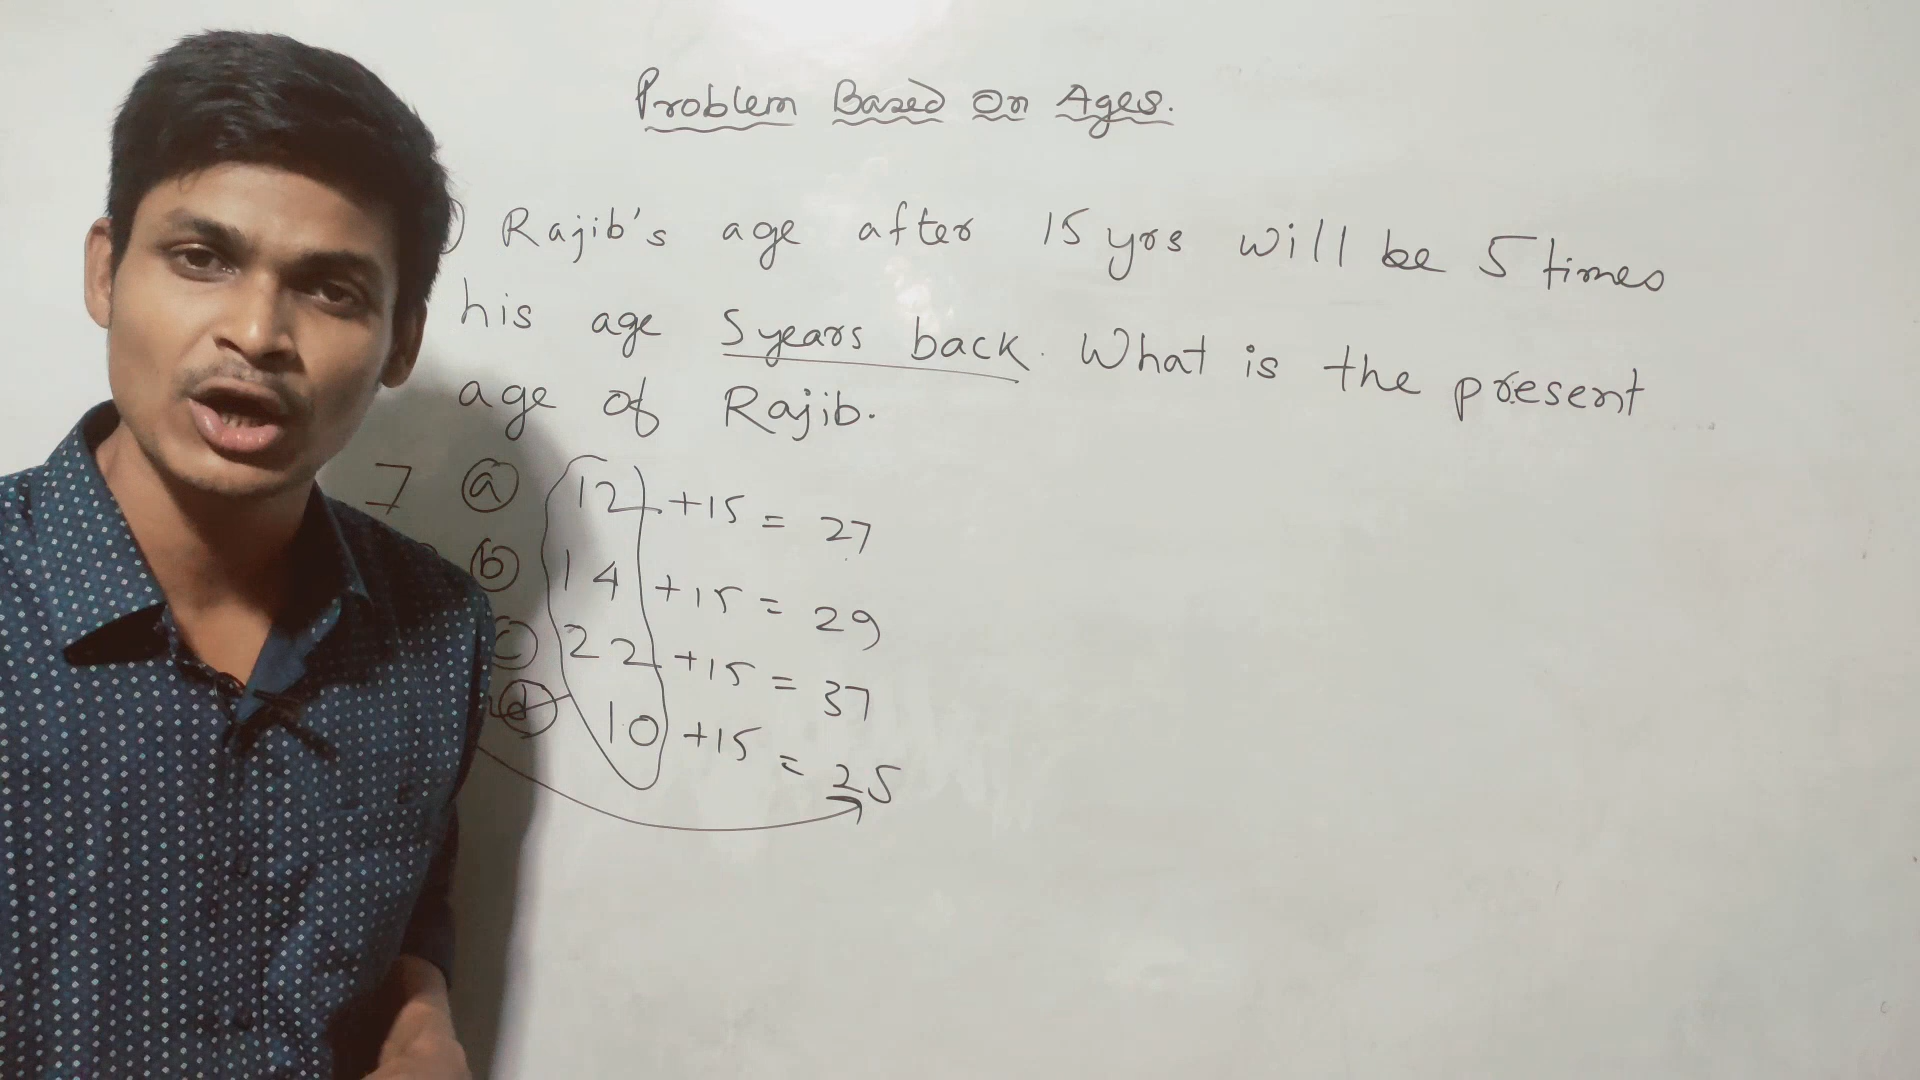 Problem Based On Ages.
) Rajib's age after 15 yrs will be 5 times
his age 5 years back. What is the present
age of Rajib.
7 a 12 +15 = 27
b 14 +15 = 29
c 22 +15 = 37
d 10 +15 = 25